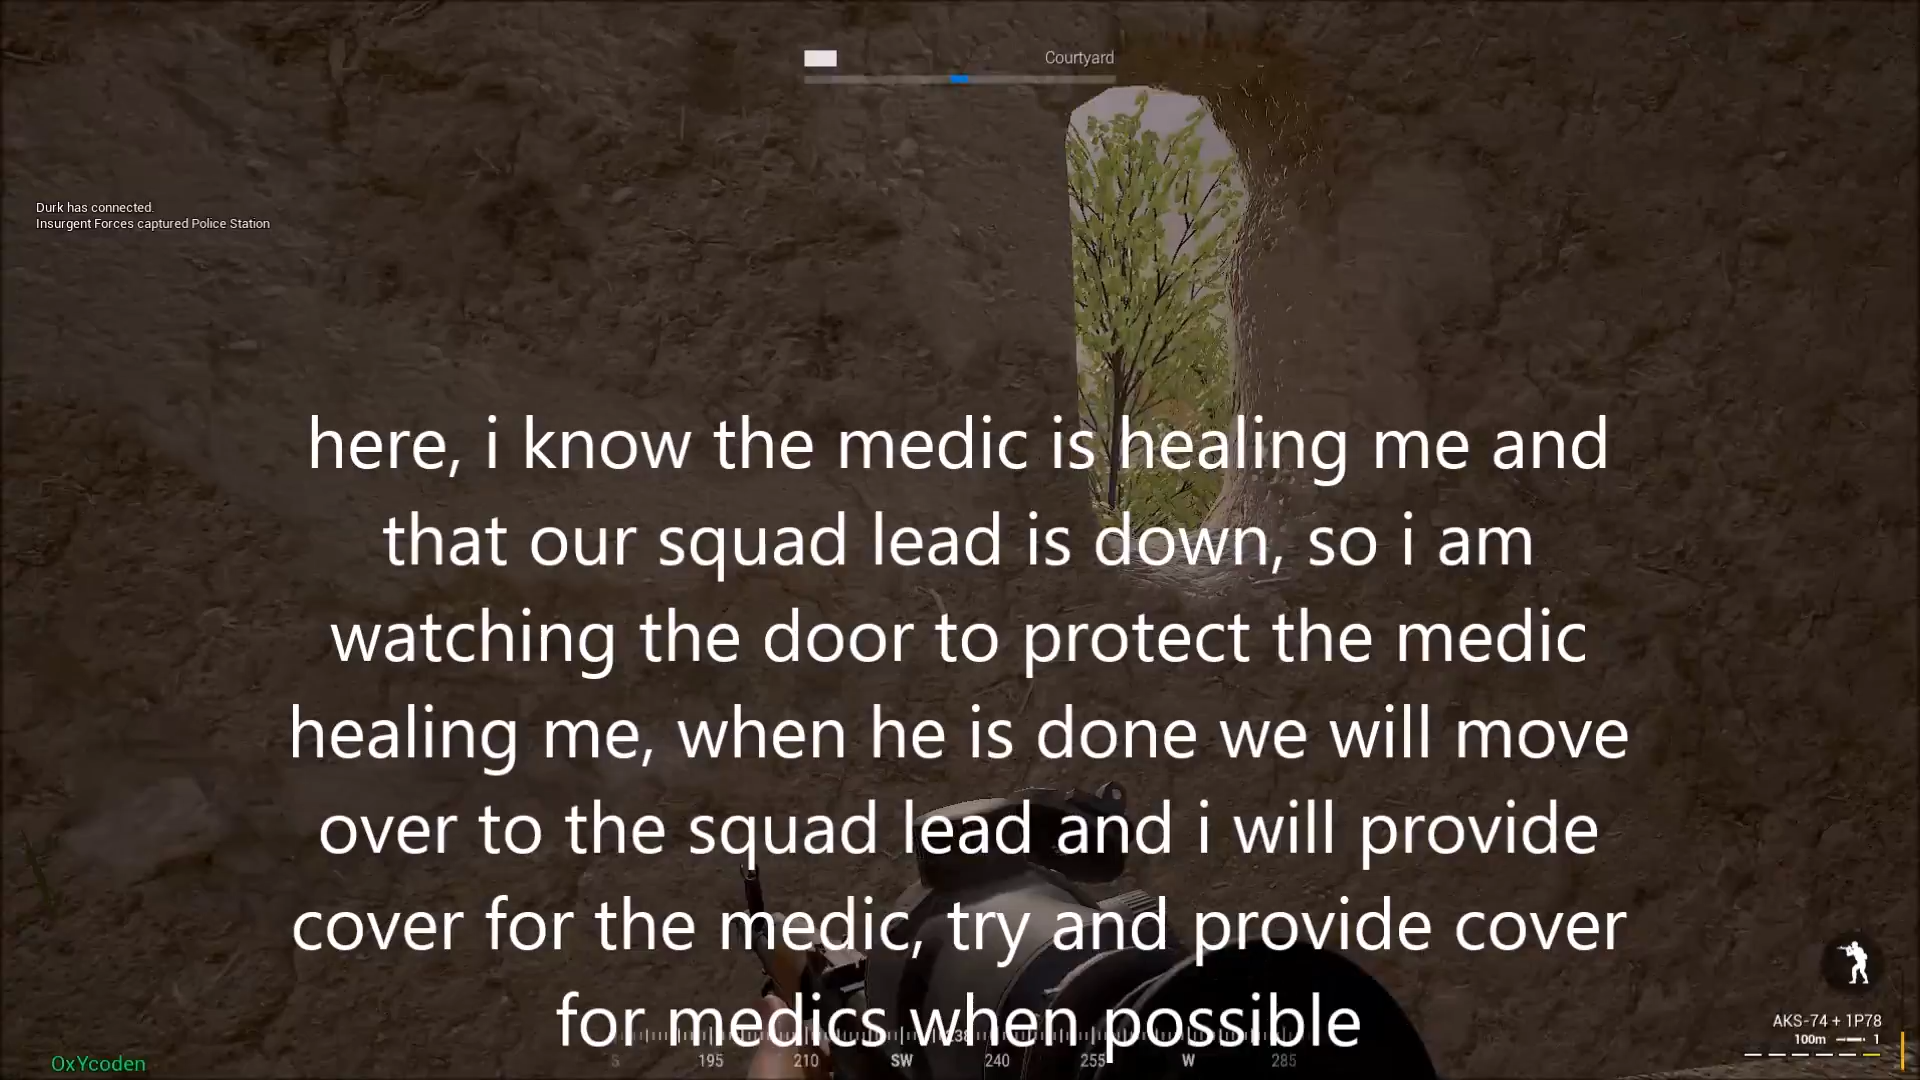 Courtyard
Durk has connected.
Insurgent Forces captured Police Station
here, i know the medic is healing me and
that our squad lead is down, so i am
watching the door to protect the medic
healing me, when he is done we will move
over to the squad lead and i will provide
cover for the medic, try and provide cover
for medics when possible
AKS-74 + 1P78
100m 1
238
S 195 210 SW 240 255 W 285
OxYcoden